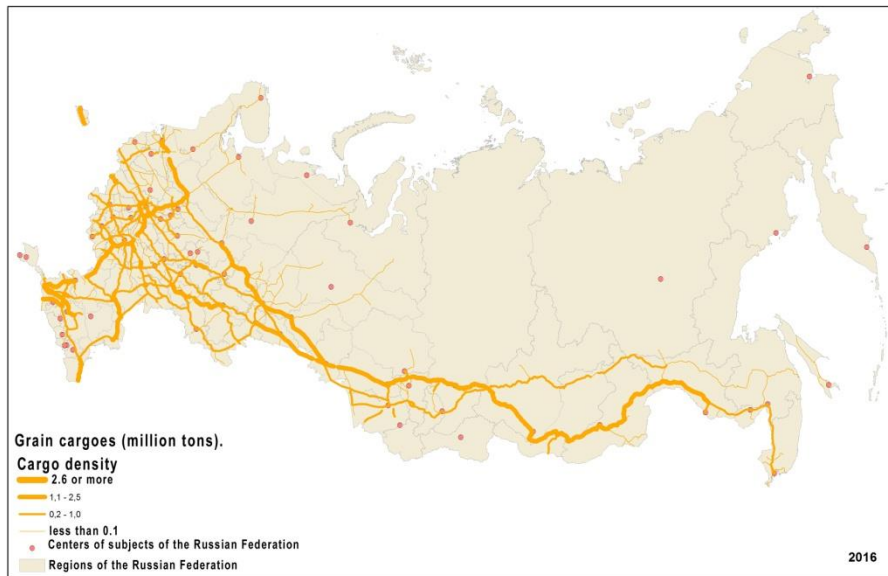 Grain cargoes (million tons).
Cargo density
2.6 or more
1,1 - 2,5
0,2 - 1,0
less than 0.1
Centers of subjects of the Russian Federation
Regions of the Russian Federation
2016